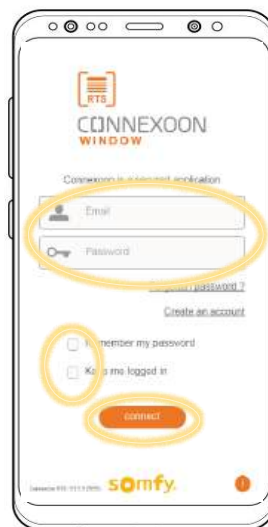 RTS
CONNEXOON
WINDOW
Connexoon is a secured application
Email
Password
Forgotten password ?
Create an account
Remember my password
Keep me logged in
connect
somfy.